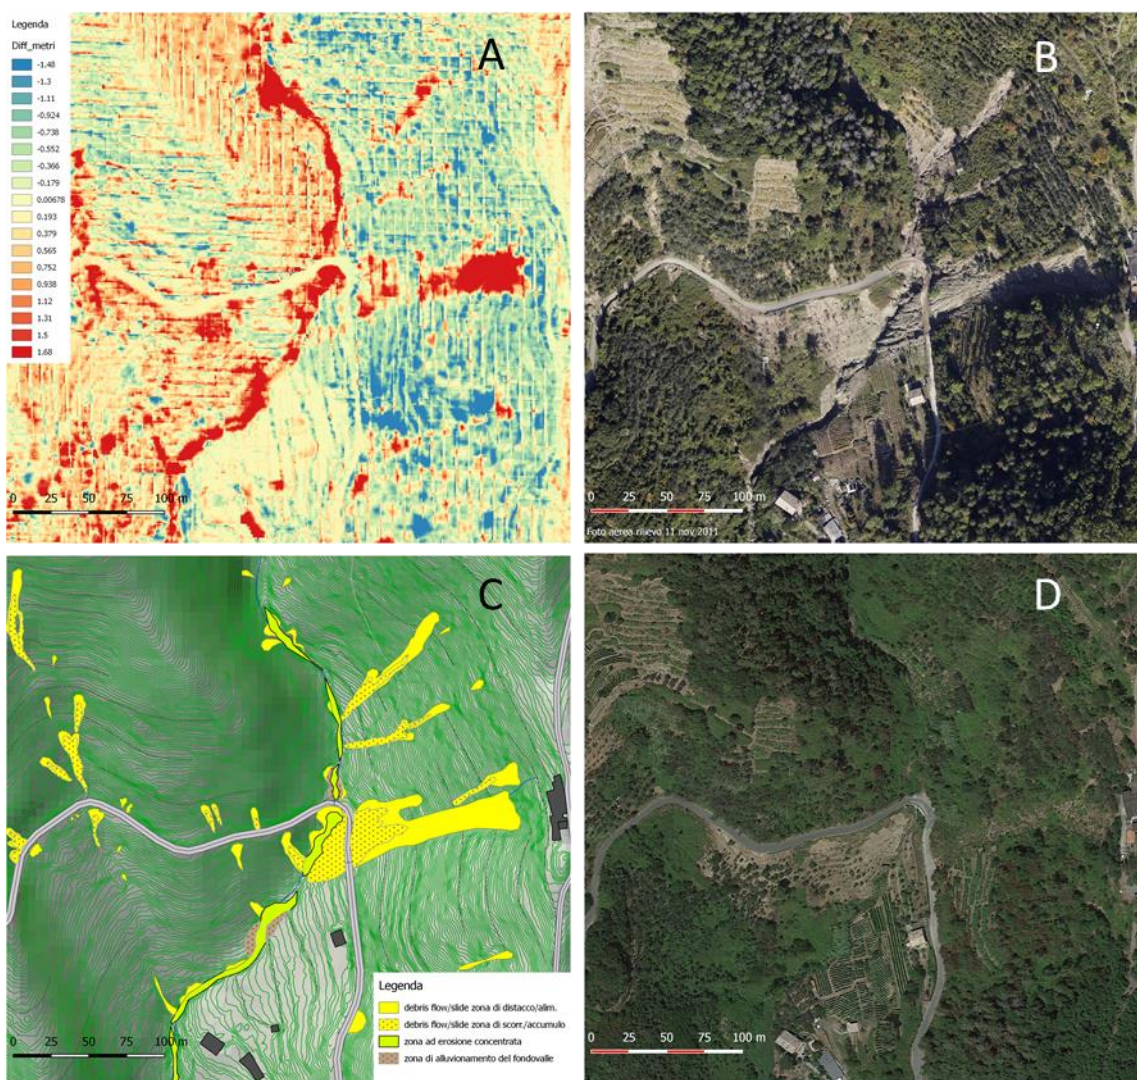 Legenda
Diff_metri
-1.48
-1.3
-1.11
-0.924
-0.738
-0.552
-0.366
-0.179
0.00678
0.193
0.379
0.565
0.752
0.938
1.12
1.31
1.5
1.68
A
0 25 50 75 100 m
B
0 25 50 75 100 m
Foto aerea rilievo 11 nov 2011
C
0 25 50 75 100 m
Legenda
debris flow/slide zona di distacco/alim.
debris flow/slide zona di scorr./accumulo
zona ad erosione concentrata
zona di alluvionamento del fondovalle
D
0 25 50 75 100 m